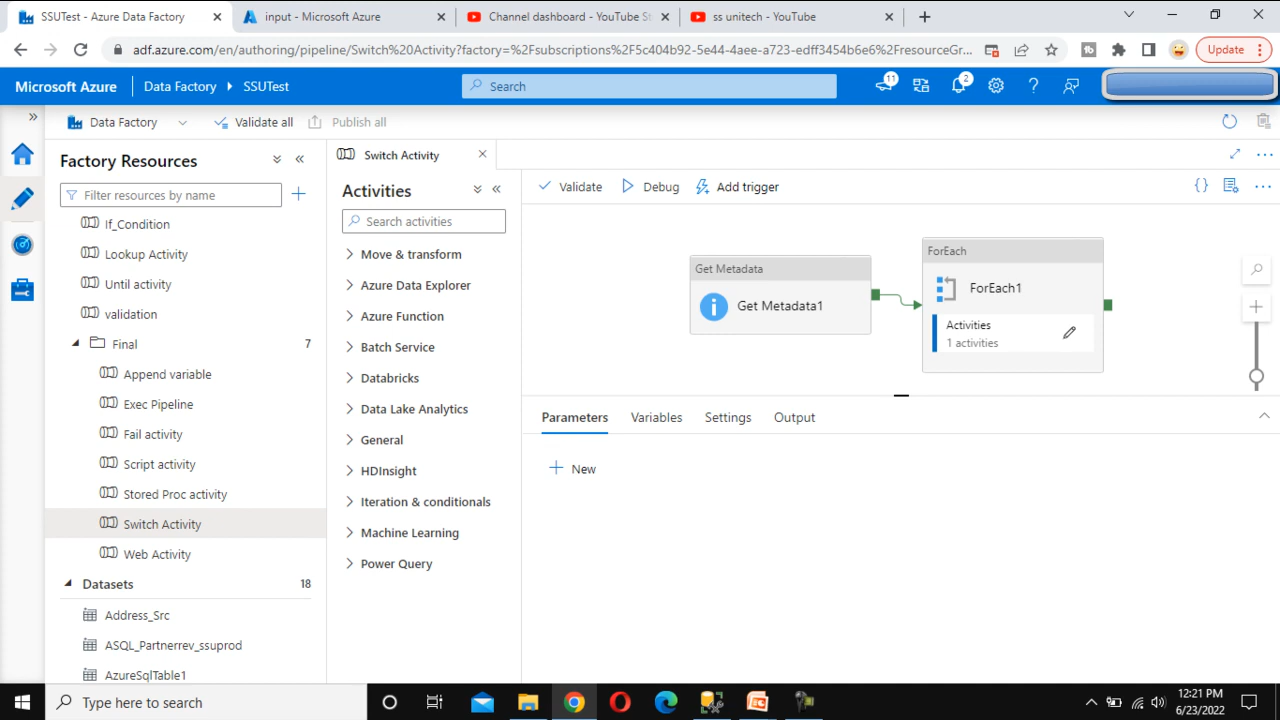 SSUTest - Azure Data Factory
input - Microsoft Azure
Channel dashboard - YouTube St
ss unitech - YouTube
adf.azure.com/en/authoring/pipeline/Switch%20Activity?factory=%2Fsubscriptions%2F5c404b92-5e44-4aee-a723-edff3454b6e6%2FresourceGr...
Update
Microsoft Azure
Data Factory
SSUTest
Search
11
2
Data Factory
Validate all
Publish all
Factory Resources
Filter resources by name
If_Condition
Lookup Activity
Until activity
validation
Final 7
Append variable
Exec Pipeline
Fail activity
Script activity
Stored Proc activity
Switch Activity
Web Activity
Datasets 18
Address_Src
ASQL_Partnerrev_ssuprod
AzureSqlTable1
Switch Activity
Activities
Search activities
Move & transform
Azure Data Explorer
Azure Function
Batch Service
Databricks
Data Lake Analytics
General
HDInsight
Iteration & conditionals
Machine Learning
Power Query
Validate
Debug
Add trigger
Get Metadata
Get Metadata1
ForEach
ForEach1
Activities
1 activities
Parameters
Variables
Settings
Output
New
Type here to search
12:21 PM
6/23/2022